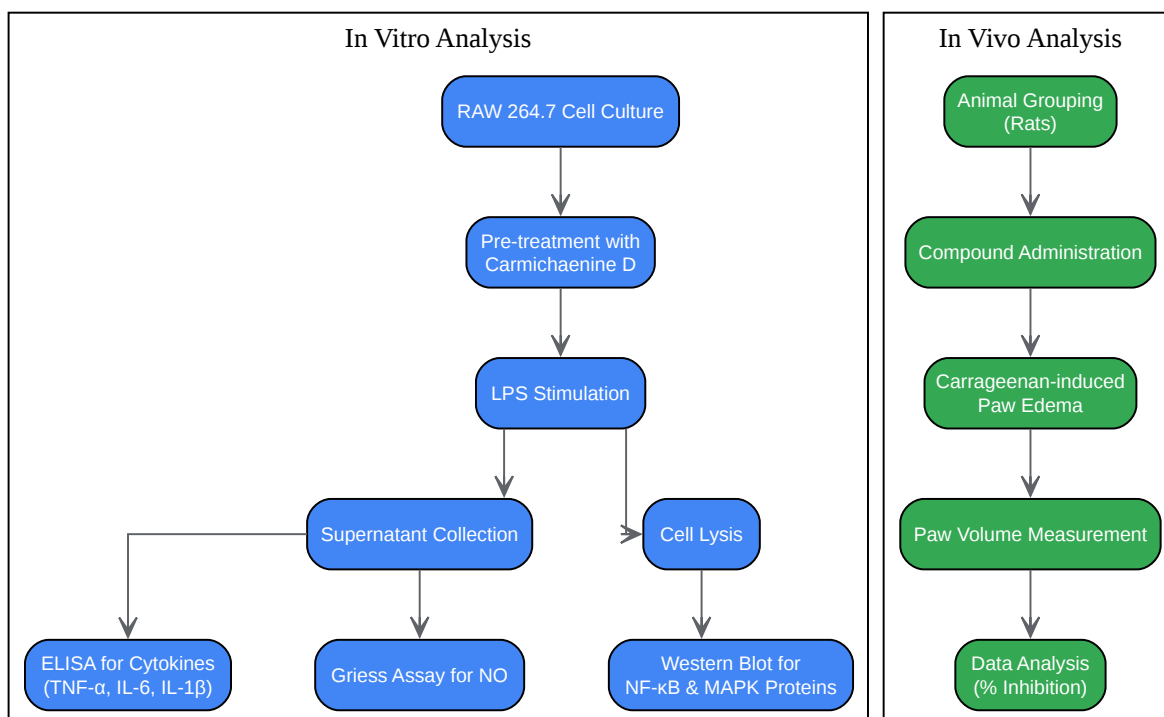 In Vitro Analysis
RAW 264.7 Cell Culture
Pre-treatment with
Carmichaenine D
LPS Stimulation
Supernatant Collection
Cell Lysis
ELISA for Cytokines
(TNF-α, IL-6, IL-1β)
Griess Assay for NO
Western Blot for
NF-κB & MAPK Proteins
In Vivo Analysis
Animal Grouping
(Rats)
Compound Administration
Carrageenan-induced
Paw Edema
Paw Volume Measurement
Data Analysis
(% Inhibition)